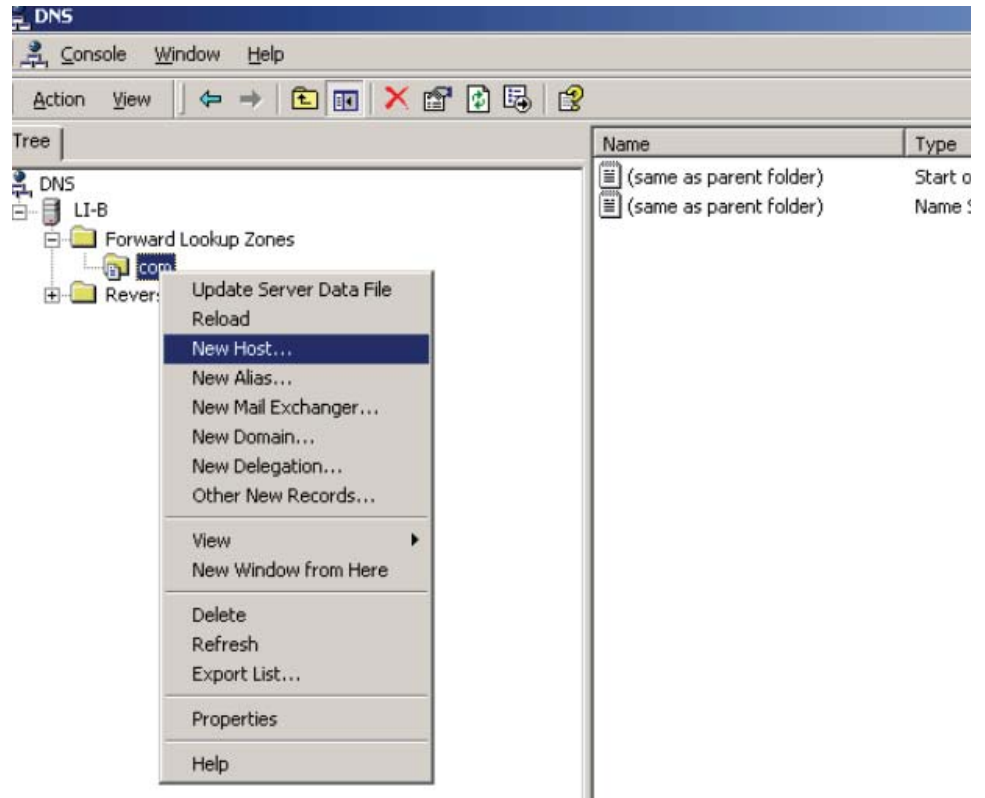 DNS
Console Window Help
Action View
Tree
Name Type
DNS
(same as parent folder) Start o
LI-B
(same as parent folder) Name
Forward Lookup Zones
com
Revers
Update Server Data File
Reload
New Host...
New Alias...
New Mail Exchanger...
New Domain...
New Delegation...
Other New Records...
View
New Window from Here
Delete
Refresh
Export List...
Properties
Help